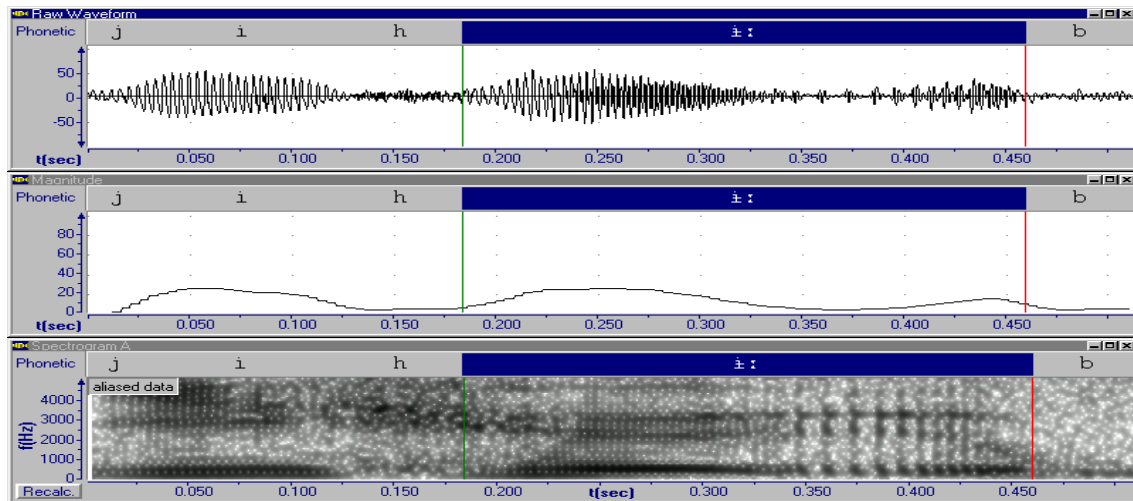 Raw Waveform
Phonetic j i h ɨː b
50
0
-50
t(sec) 0.050 0.100 0.150 0.200 0.250 0.300 0.350 0.400 0.450
Magnitude
Phonetic j i h ɨː b
80
60
40
20
0
t(sec) 0.050 0.100 0.150 0.200 0.250 0.300 0.350 0.400 0.450
Spectrogram A
Phonetic j i h ɨː b
aliased data
f(Hz)
4000
3000
2000
1000
0
Recalc. 0.050 0.100 0.150 0.200 t(sec) 0.250 0.300 0.350 0.400 0.450